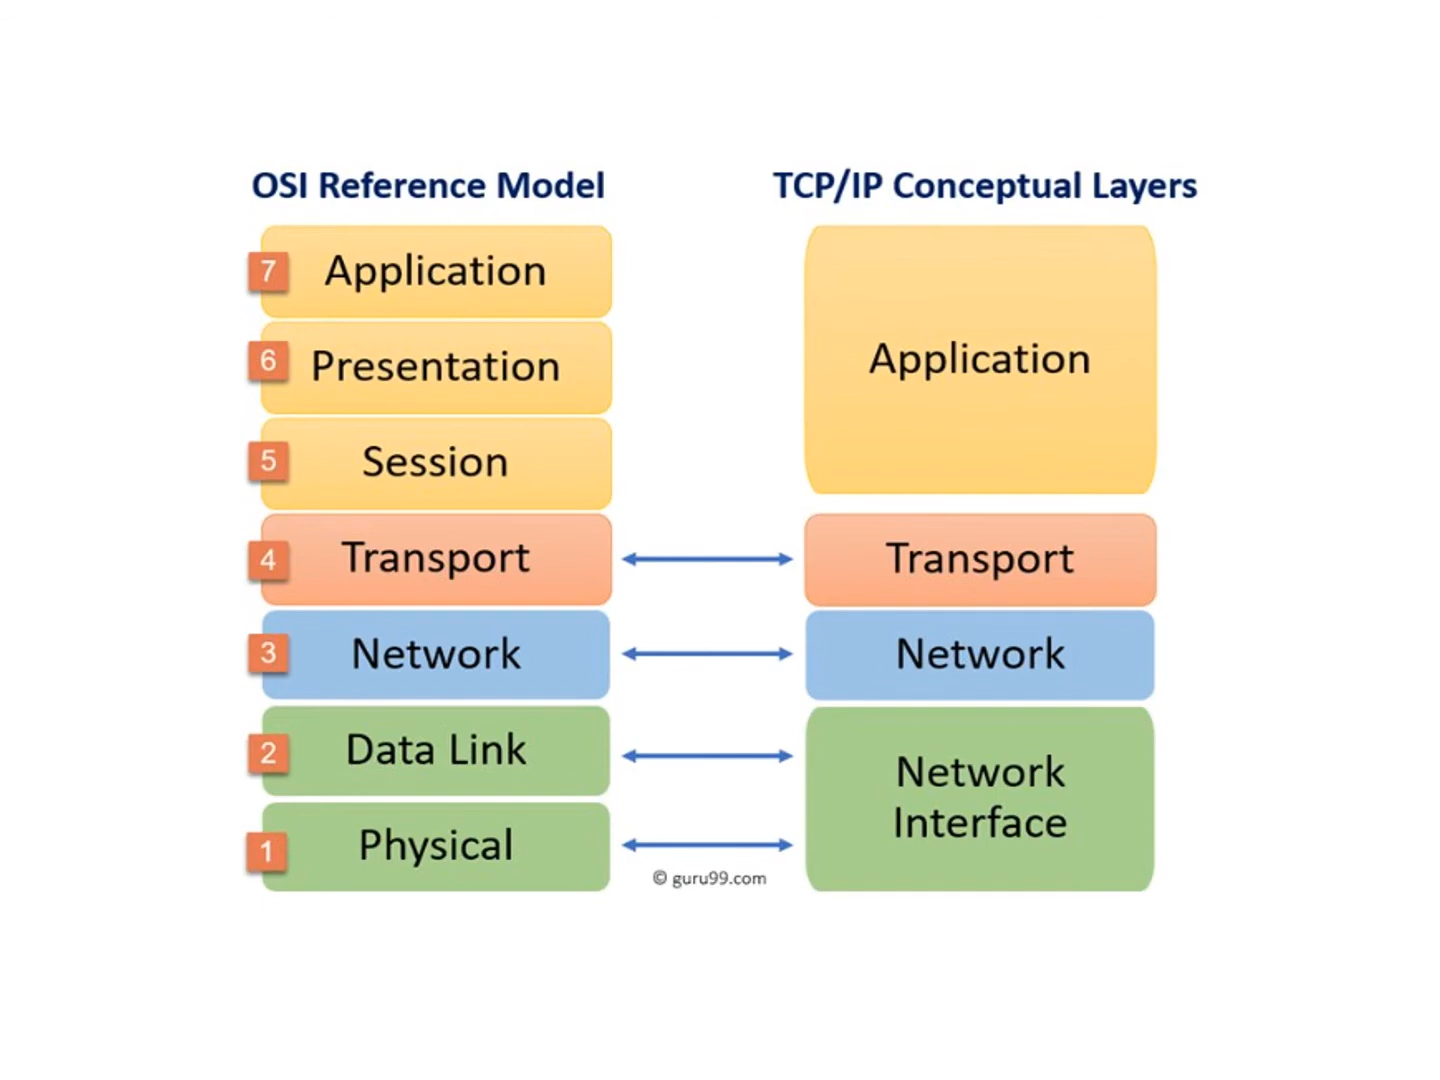 OSI Reference Model
TCP/IP Conceptual Layers
7 Application
6 Presentation
5 Session
4 Transport
3 Network
2 Data Link
1 Physical
Application
Transport
Network
Network
Interface
© guru99.com